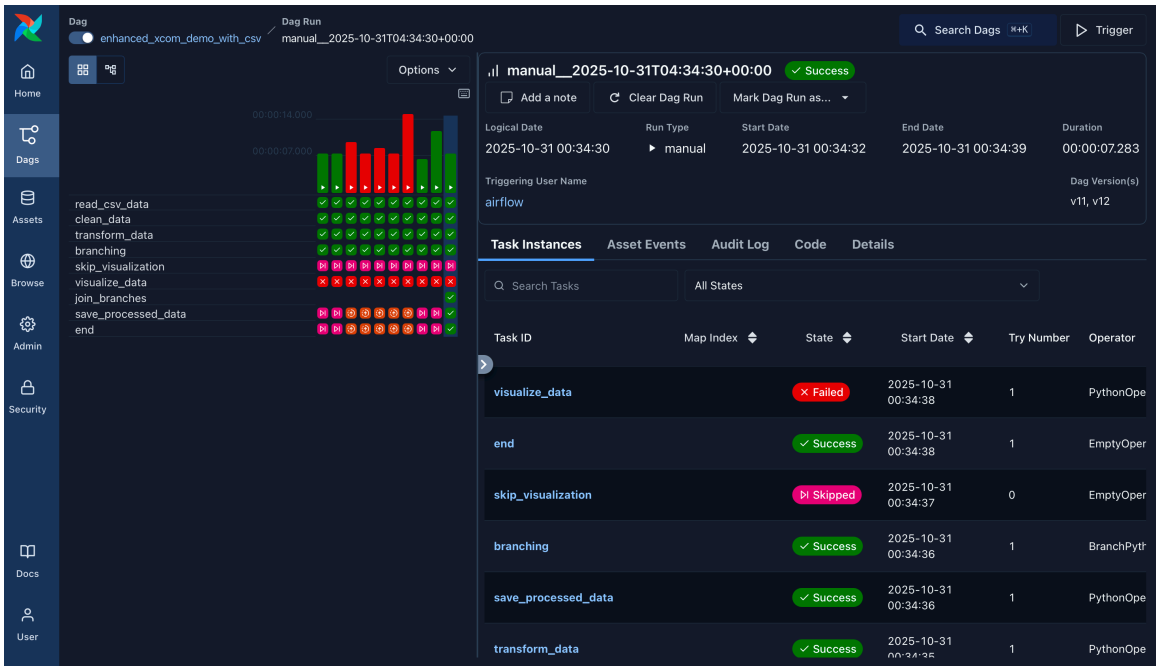 Dag
enhanced_xcom_demo_with_csv
/
Dag Run
manual__2025-10-31T04:34:30+00:00
Search Dags ⌘+K
Trigger
Home
Dags
Assets
Browse
Admin
Security
Docs
User
Options
00:00:14.000
00:00:07.000
read_csv_data
clean_data
transform_data
branching
skip_visualization
visualize_data
join_branches
save_processed_data
end
manual__2025-10-31T04:34:30+00:00 Success
Add a note Clear Dag Run Mark Dag Run as...
Logical Date Run Type Start Date End Date Duration
2025-10-31 00:34:30 manual 2025-10-31 00:34:32 2025-10-31 00:34:39 00:00:07.283
Triggering User Name Dag Version(s)
airflow v11, v12
Task Instances Asset Events Audit Log Code Details
Search Tasks All States
Task ID Map Index State Start Date Try Number Operator
visualize_data Failed 2025-10-31 00:34:38 1 PythonOpe
end Success 2025-10-31 00:34:38 1 EmptyOper
skip_visualization Skipped 2025-10-31 00:34:37 0 EmptyOper
branching Success 2025-10-31 00:34:36 1 BranchPyth
save_processed_data Success 2025-10-31 00:34:36 1 PythonOpe
transform_data Success 2025-10-31 00:34:35 1 PythonOpe